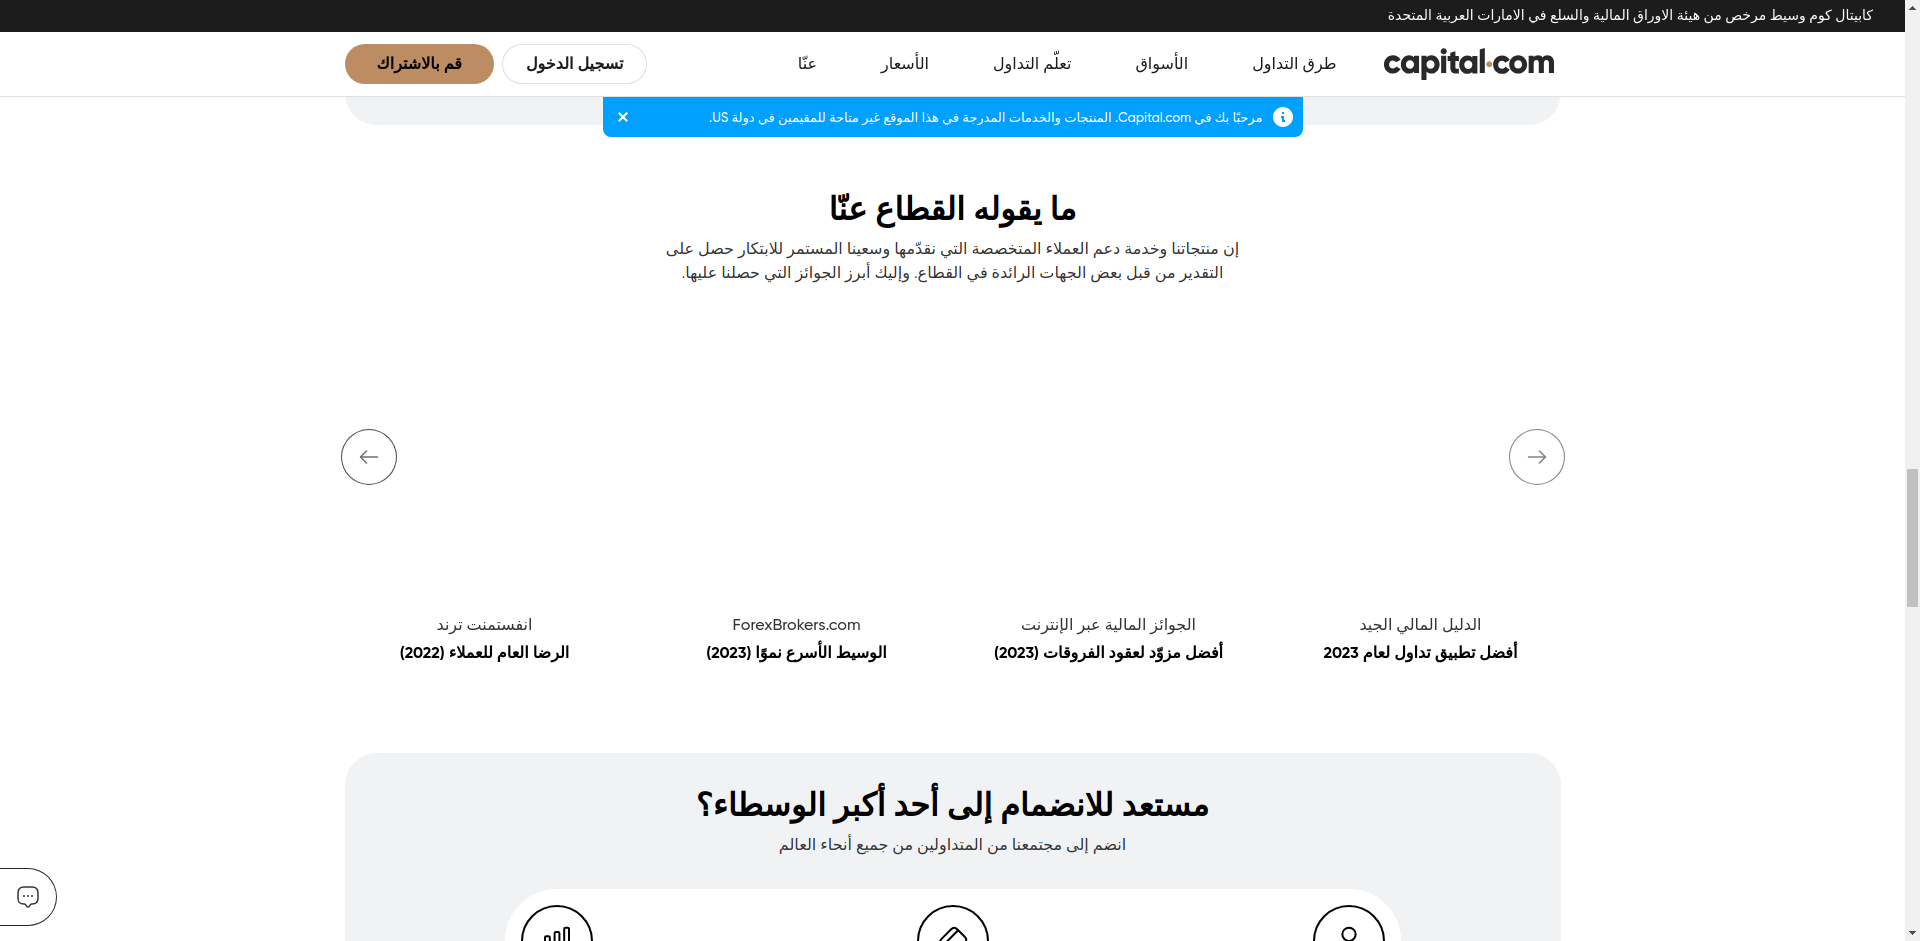 كابيتال كوم وسيط مرخص من هيئة الاوراق المالية والسلع في الامارات العربية المتحدة
capital.com
طرق التداول
الأسواق
تعلّم التداول
الأسعار
عنّا
تسجيل الدخول
قم بالاشتراك
مرحبًا بك في Capital.com. المنتجات والخدمات المدرجة في هذا الموقع غير متاحة للمقيمين في دولة US.
ما يقوله القطاع عنّا
إن منتجاتنا وخدمة دعم العملاء المتخصصة التي نقدّمها وسعينا المستمر للابتكار حصل على
التقدير من قبل بعض الجهات الرائدة في القطاع. وإليك أبرز الجوائز التي حصلنا عليها.
الدليل المالي الجيد
أفضل تطبيق تداول لعام 2023
الجوائز المالية عبر الإنترنت
أفضل مزوّد لعقود الفروقات (2023)
ForexBrokers.com
الوسيط الأسرع نموًا (2023)
انفستمنت ترند
الرضا العام للعملاء (2022)
مستعد للانضمام إلى أحد أكبر الوسطاء؟
انضم إلى مجتمعنا من المتداولين من جميع أنحاء العالم